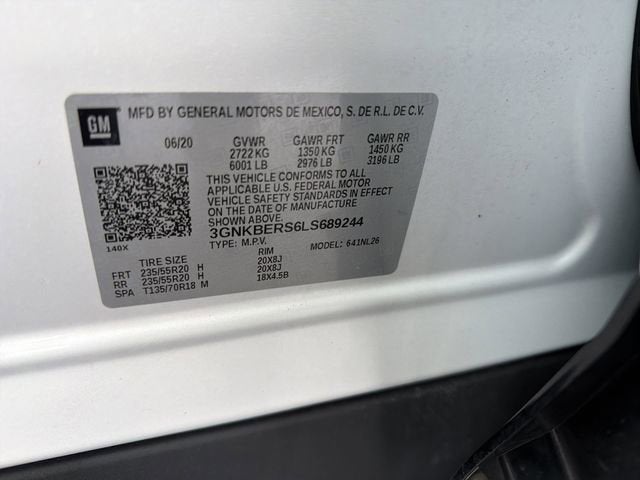 GM
MFD BY GENERAL MOTORS DE MEXICO, S. DE R.L. DE C.V.
06/20 GVWR GAWR FRT GAWR RR
2722 KG 1350 KG 1450 KG
6001 LB 2976 LB 3196 LB
THIS VEHICLE CONFORMS TO ALL
APPLICABLE U.S. FEDERAL MOTOR
VEHICLE SAFETY STANDARDS IN EFFECT
ON THE DATE OF MANUFACTURE
SHOWN ABOVE.
3GNKBERS6LS689244
140X TYPE: M.P.V. MODEL: 641NL26
TIRE SIZE RIM
FRT 235/55R20 H 20X8J
RR 235/55R20 H 20X8J
SPA T135/70R18 M 18X4.5B